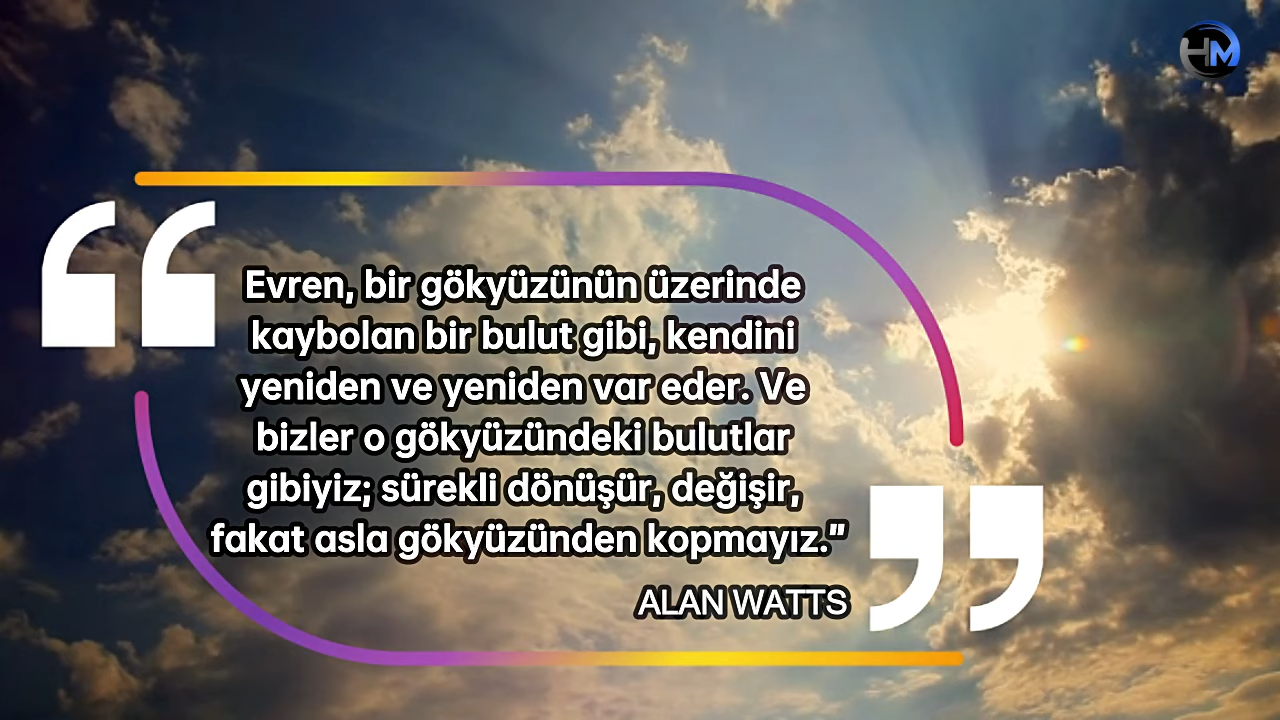 HM
Evren, bir gökyüzünün üzerinde
kaybolan bir bulut gibi, kendini
yeniden ve yeniden var eder. Ve
bizler o gökyüzündeki bulutlar
gibiyiz; sürekli dönüşür, değişir,
fakat asla gökyüzünden kopmayız.”
ALAN WATTS